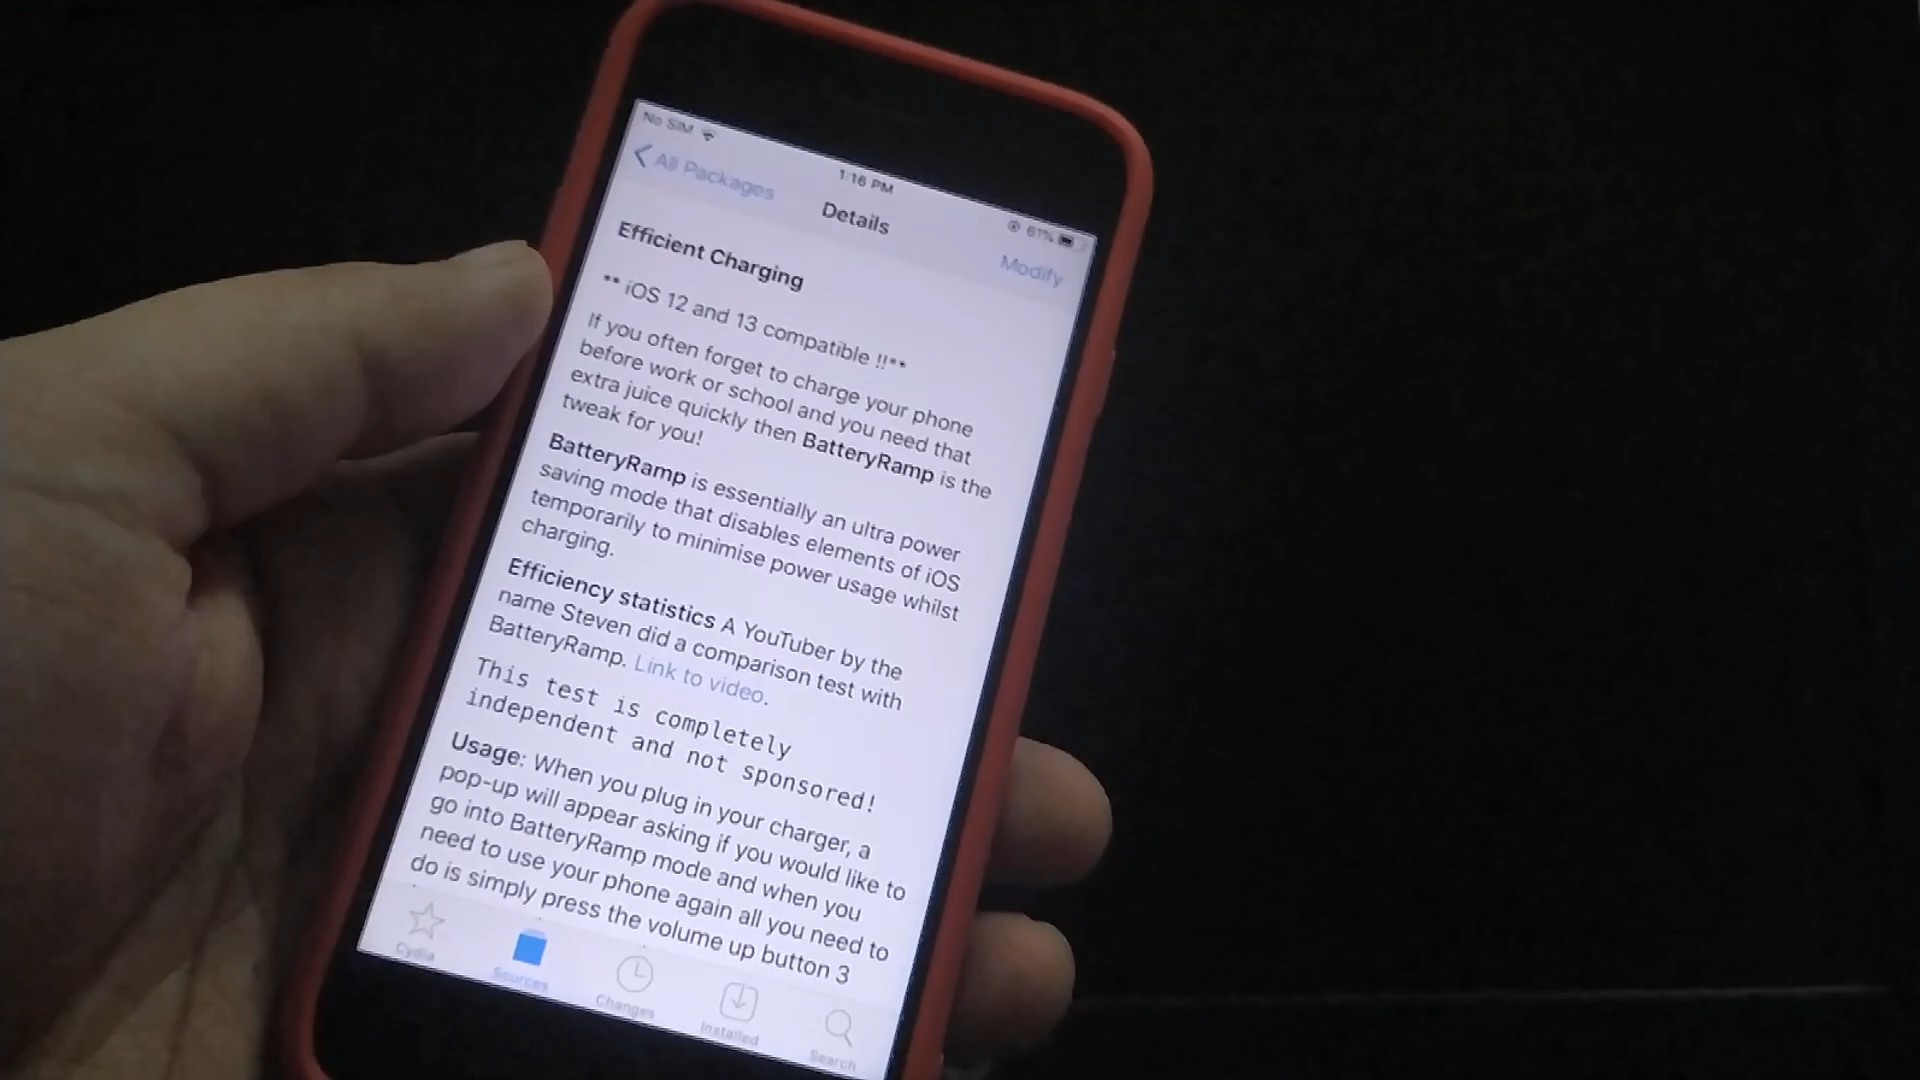 No SIM
1:16 PM
61%
All Packages
Details
Modify
Efficient Charging
** iOS 12 and 13 compatible !!**
If you often forget to charge your phone
before work or school and you need that
extra juice quickly then BatteryRamp is the
tweak for you!
BatteryRamp is essentially an ultra power
saving mode that disables elements of iOS
temporarily to minimise power usage whilst
charging.
Efficiency statistics A YouTuber by the
name Steven did a comparison test with
BatteryRamp. Link to video.
This test is completely
independent and not sponsored!
Usage: When you plug in your charger, a
pop-up will appear asking if you would like to
go into BatteryRamp mode and when you
need to use your phone again all you need to
do is simply press the volume up button 3
Cydia
Sources
Changes
Installed
Search